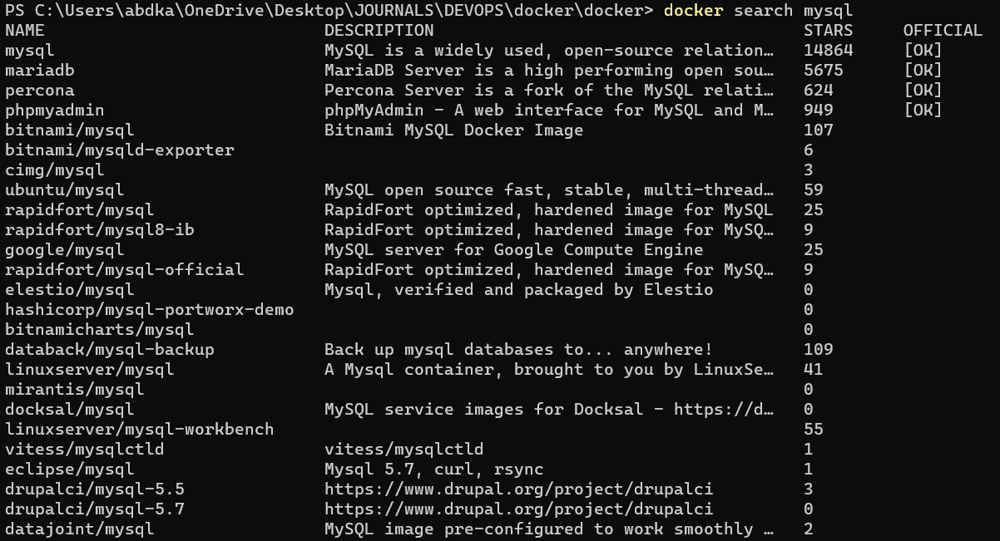 PS C:\Users\abdka\OneDrive\Desktop\JOURNALS\DEVOPS\docker\docker> docker search mysql
NAME DESCRIPTION STARS OFFICIAL
mysql MySQL is a widely used, open-source relation… 14864 [OK]
mariadb MariaDB Server is a high performing open sou… 5675 [OK]
percona Percona Server is a fork of the MySQL relati… 624 [OK]
phpmyadmin phpMyAdmin - A web interface for MySQL and M… 949 [OK]
bitnami/mysql Bitnami MySQL Docker Image 107
bitnami/mysqld-exporter 6
cimg/mysql 3
ubuntu/mysql MySQL open source fast, stable, multi-thread… 59
rapidfort/mysql RapidFort optimized, hardened image for MySQL 25
rapidfort/mysql8-ib RapidFort optimized, hardened image for MySQ… 9
google/mysql MySQL server for Google Compute Engine 25
rapidfort/mysql-official RapidFort optimized, hardened image for MySQ… 9
elestio/mysql Mysql, verified and packaged by Elestio 0
hashicorp/mysql-portworx-demo 0
bitnamicharts/mysql 0
databack/mysql-backup Back up mysql databases to... anywhere! 109
linuxserver/mysql A Mysql container, brought to you by LinuxSe… 41
mirantis/mysql 0
docksal/mysql MySQL service images for Docksal - https://d… 0
linuxserver/mysql-workbench 55
vitess/mysqlctld vitess/mysqlctld 1
eclipse/mysql Mysql 5.7, curl, rsync 1
drupalci/mysql-5.5 https://www.drupal.org/project/drupalci 3
drupalci/mysql-5.7 https://www.drupal.org/project/drupalci 0
datajoint/mysql MySQL image pre-configured to work smoothly … 2